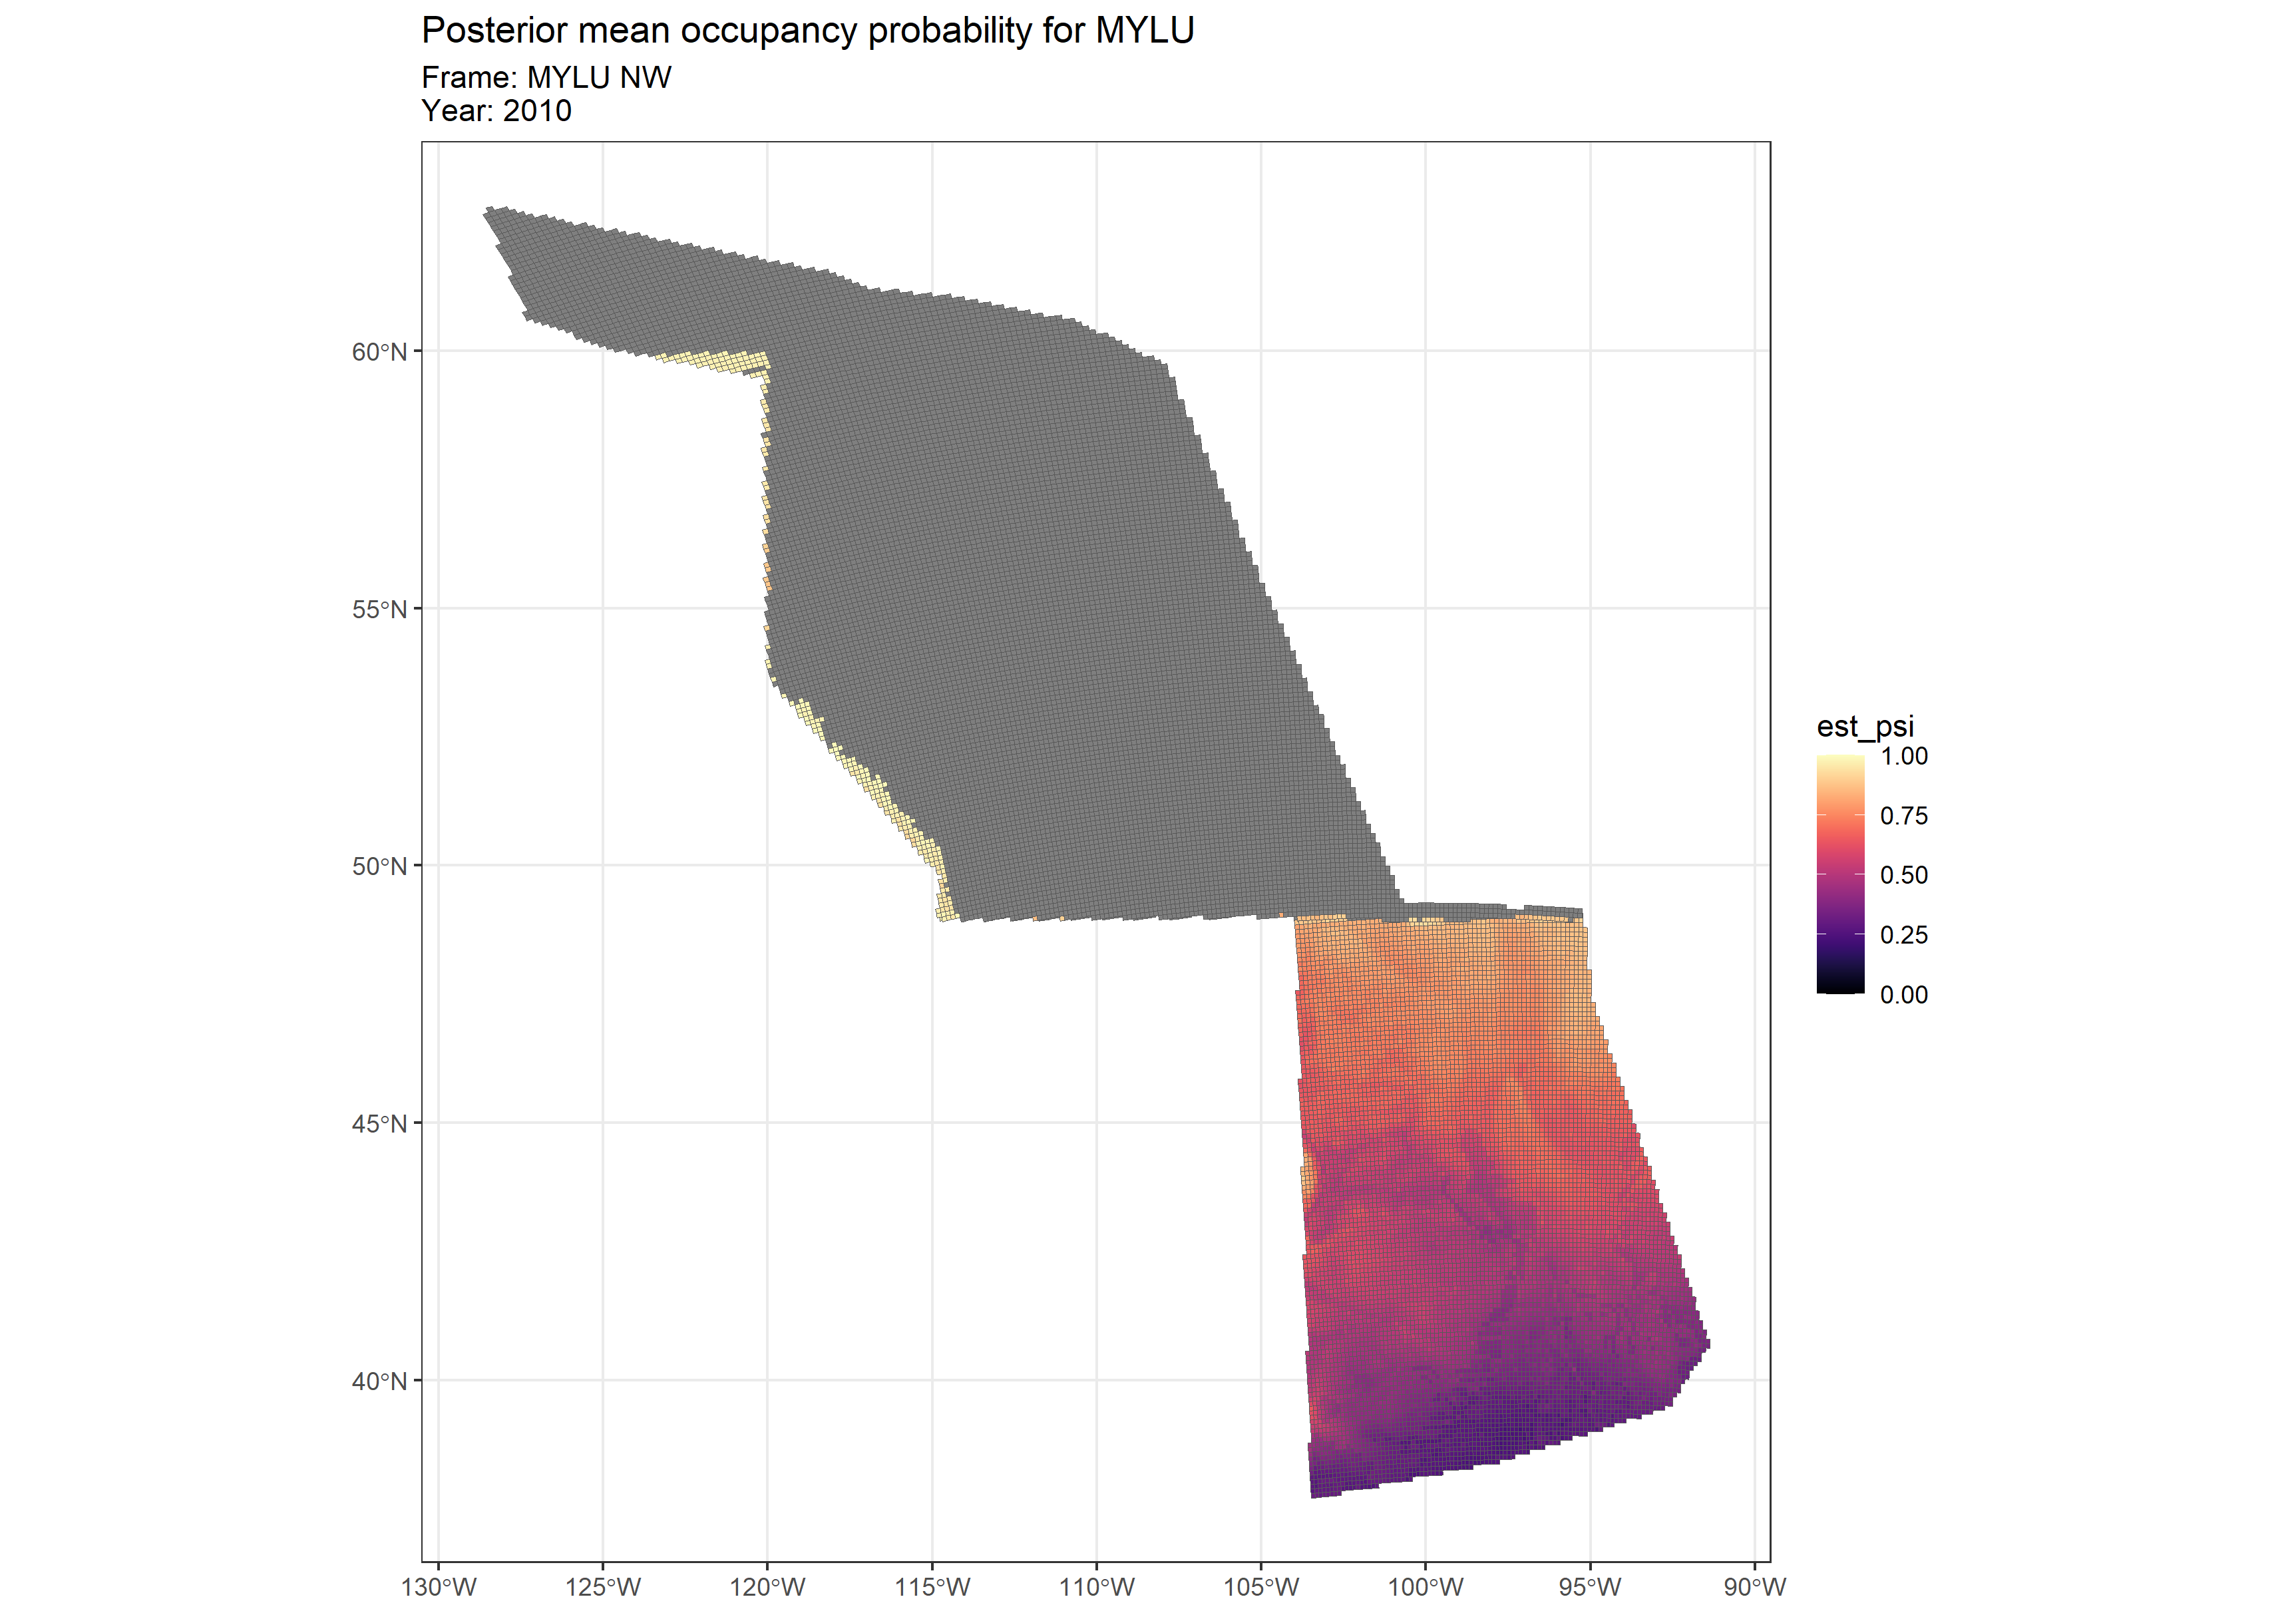 Posterior mean occupancy probability for MYLU
Frame: MYLU NW
Year: 2010
60°N
55°N
50°N
45°N
40°N
130°W 125°W 120°W 115°W 110°W 105°W 100°W 95°W 90°W
est_psi
1.00
0.75
0.50
0.25
0.00